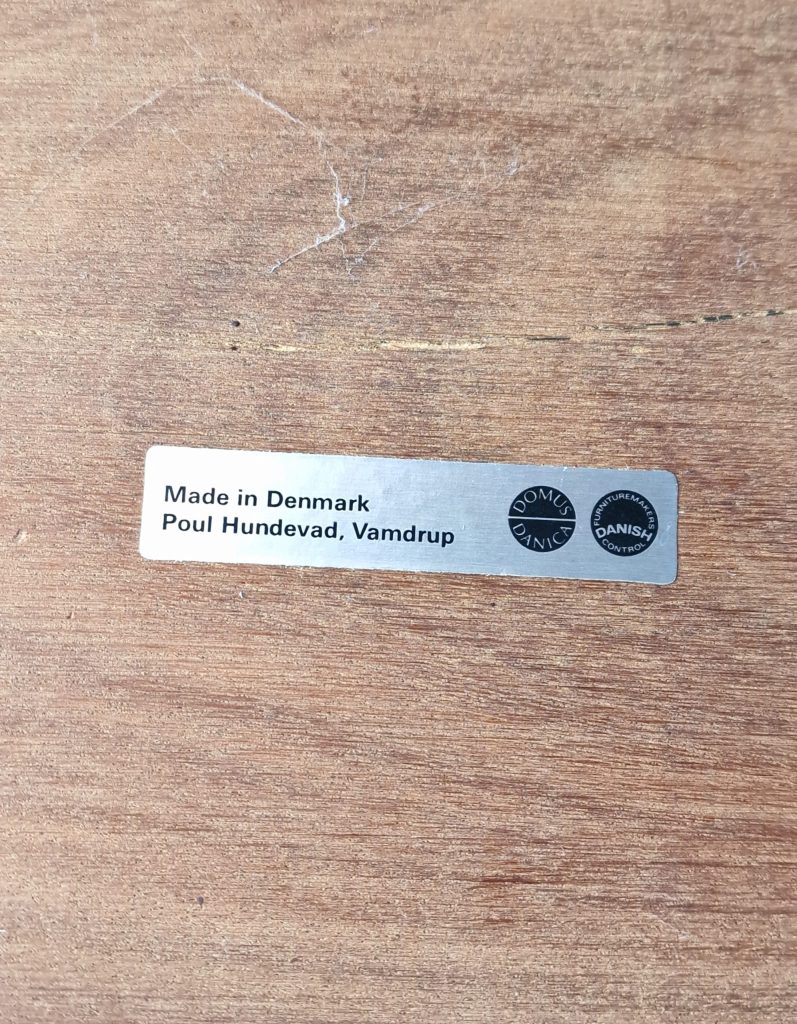 Made in Denmark
Poul Hundevad, Vamdrup
DOMUS
DANICA
FURNITUREMAKERS
DANISH
CONTROL